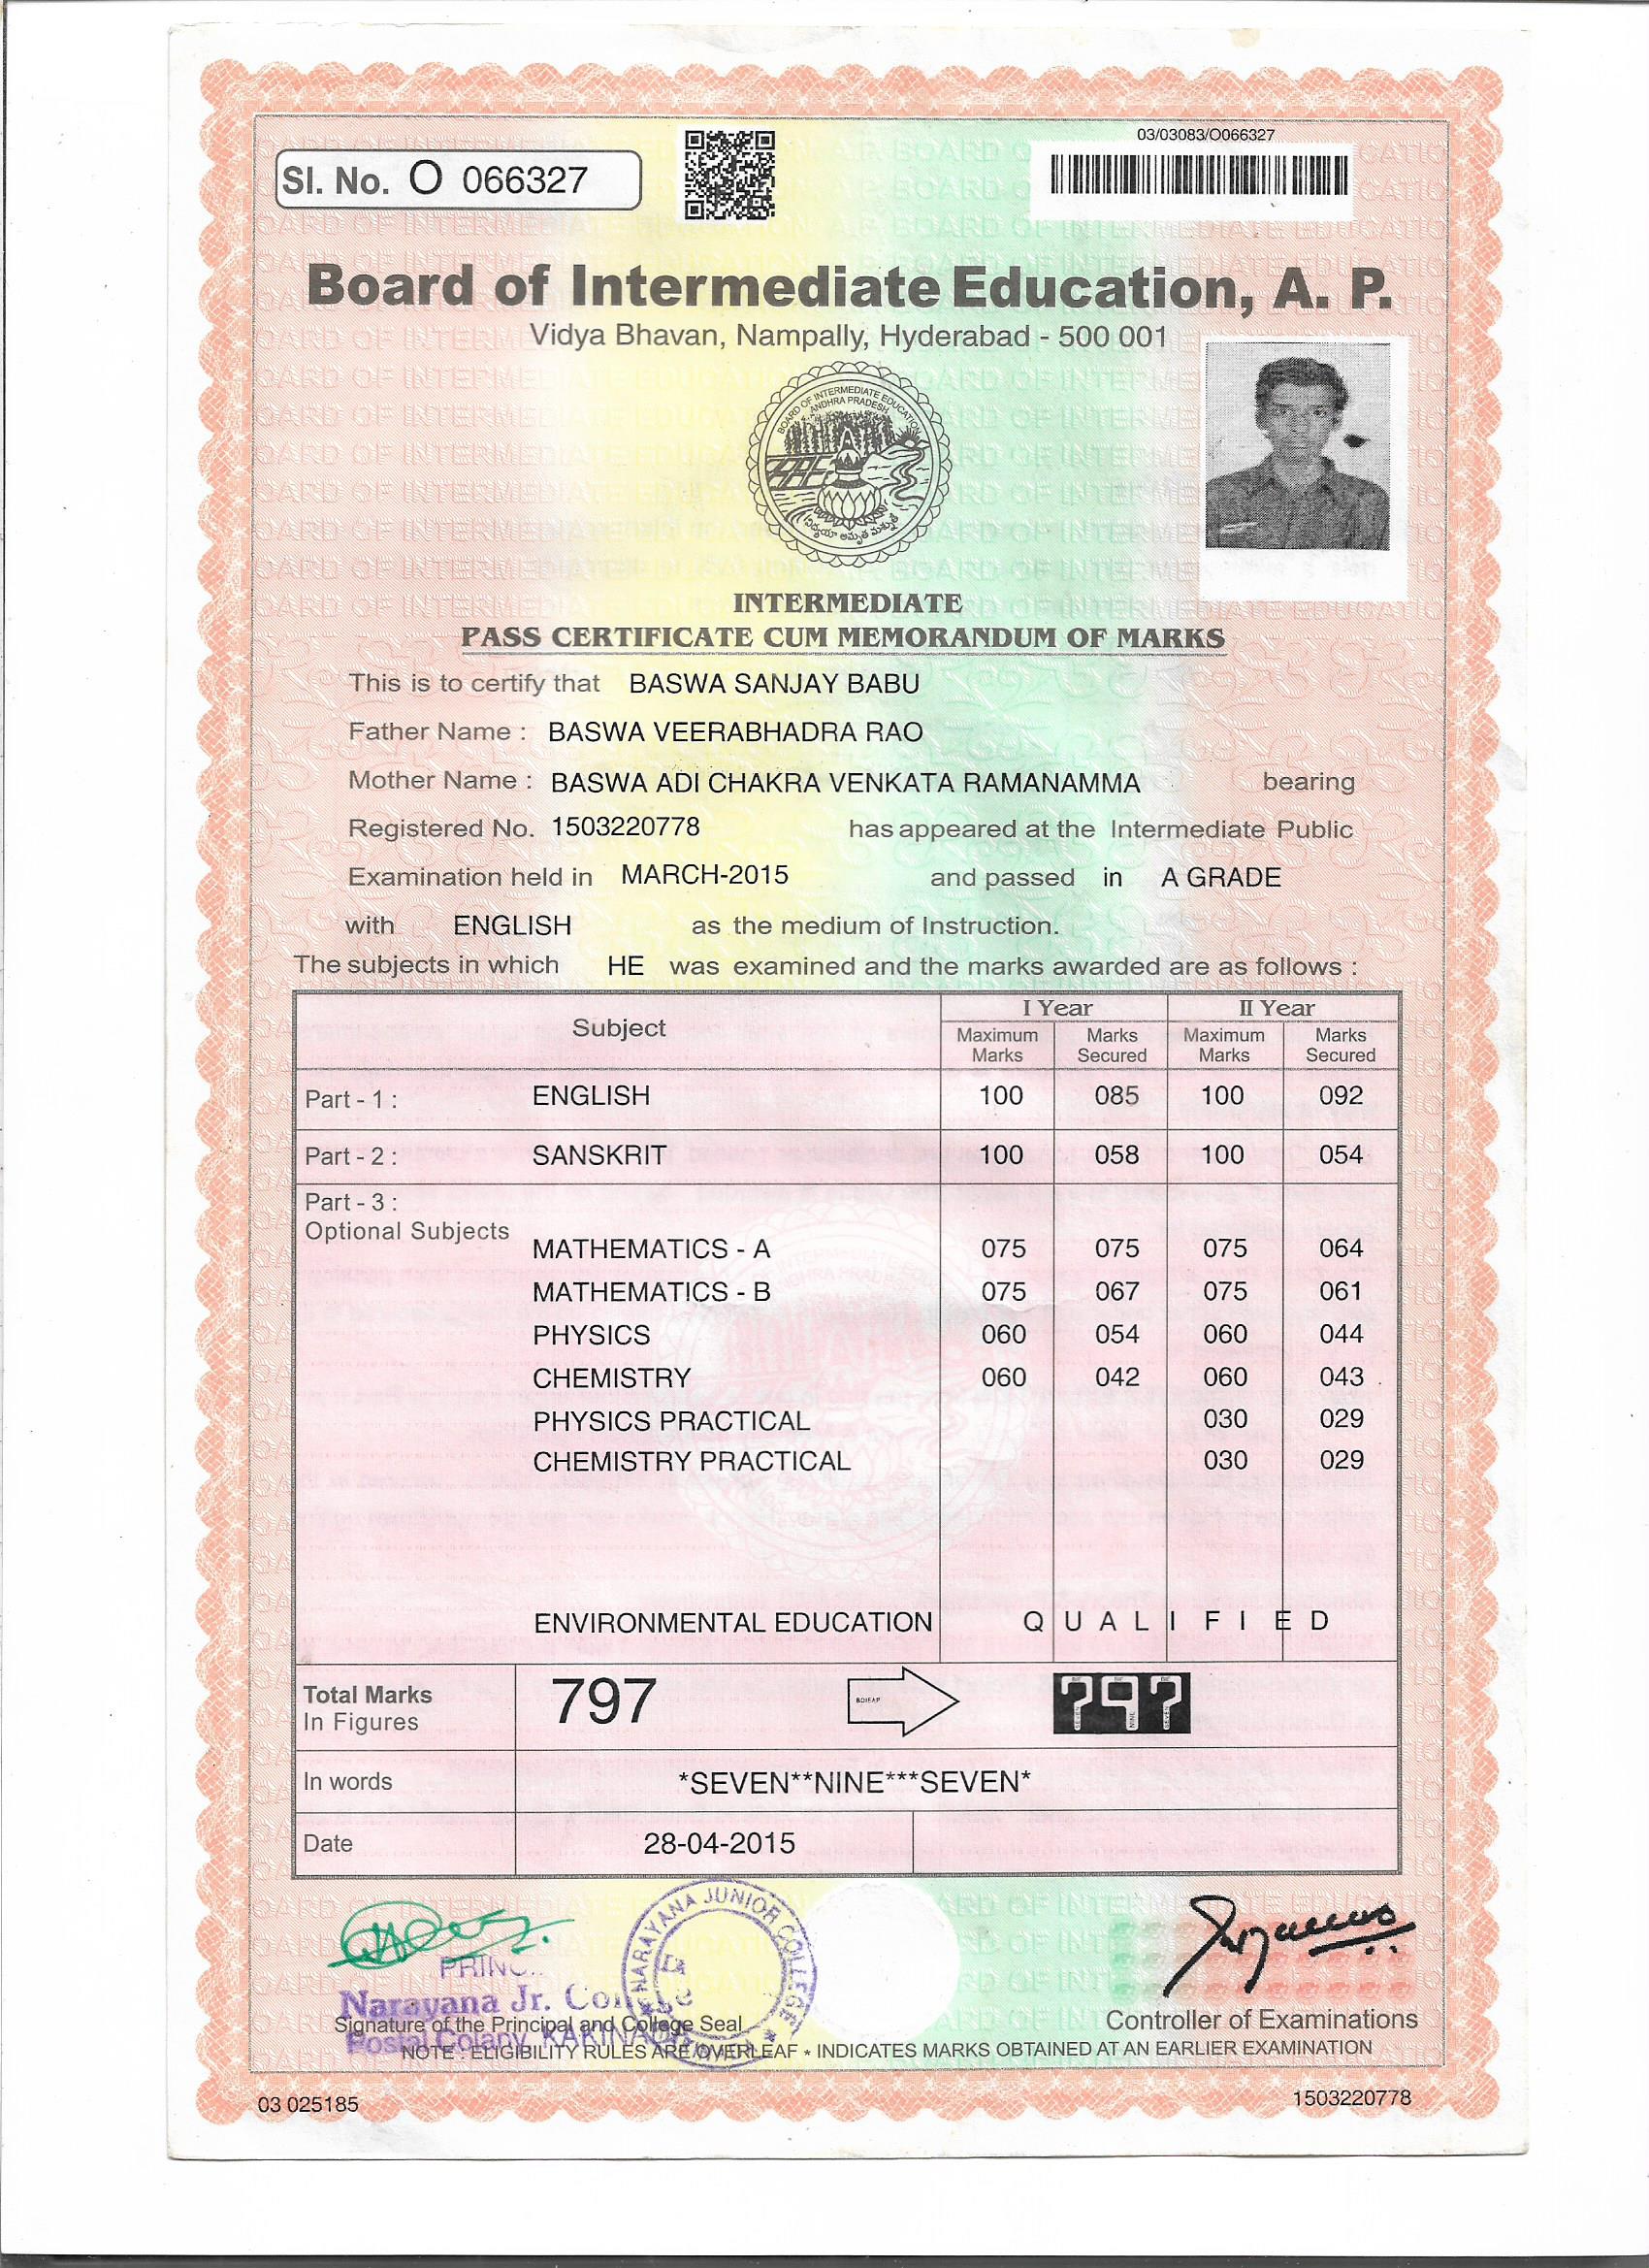 03/03083/O066327
Sl. No. O 066327
Board of Intermediate Education, A. P.
Vidya Bhavan, Nampally, Hyderabad - 500 001
BOARD OF INTERMEDIATE EDUCATION
ANDHRA PRADESH
INTERMEDIATE
PASS CERTIFICATE CUM MEMORANDUM OF MARKS
This is to certify that BASWA SANJAY BABU
Father Name : BASWA VEERABHADRA RAO
Mother Name : BASWA ADI CHAKRA VENKATA RAMANAMMA bearing
Registered No. 1503220778 has appeared at the Intermediate Public
Examination held in MARCH-2015 and passed in A GRADE
with ENGLISH as the medium of Instruction.
The subjects in which HE was examined and the marks awarded are as follows :
Subject I Year II Year
Maximum Marks Marks Secured Maximum Marks Marks Secured
Part - 1 : ENGLISH 100 085 100 092
Part - 2 : SANSKRIT 100 058 100 054
Part - 3 :
Optional Subjects
MATHEMATICS - A 075 075 075 064
MATHEMATICS - B 075 067 075 061
PHYSICS 060 054 060 044
CHEMISTRY 060 042 060 043
PHYSICS PRACTICAL 030 029
CHEMISTRY PRACTICAL 030 029
ENVIRONMENTAL EDUCATION QUALIFIED
Total Marks
In Figures 797 BOIEAP 797
In words *SEVEN**NINE***SEVEN*
Date 28-04-2015
NARAYANA JUNIOR COLLEGE
Narayana Jr.
Signature of the Principal and College Seal
Postal Colany,
Controller of Examinations
NOTE : ELIGIBILITY RULES ARE OVERLEAF * INDICATES MARKS OBTAINED AT AN EARLIER EXAMINATION
03 025185
1503220778